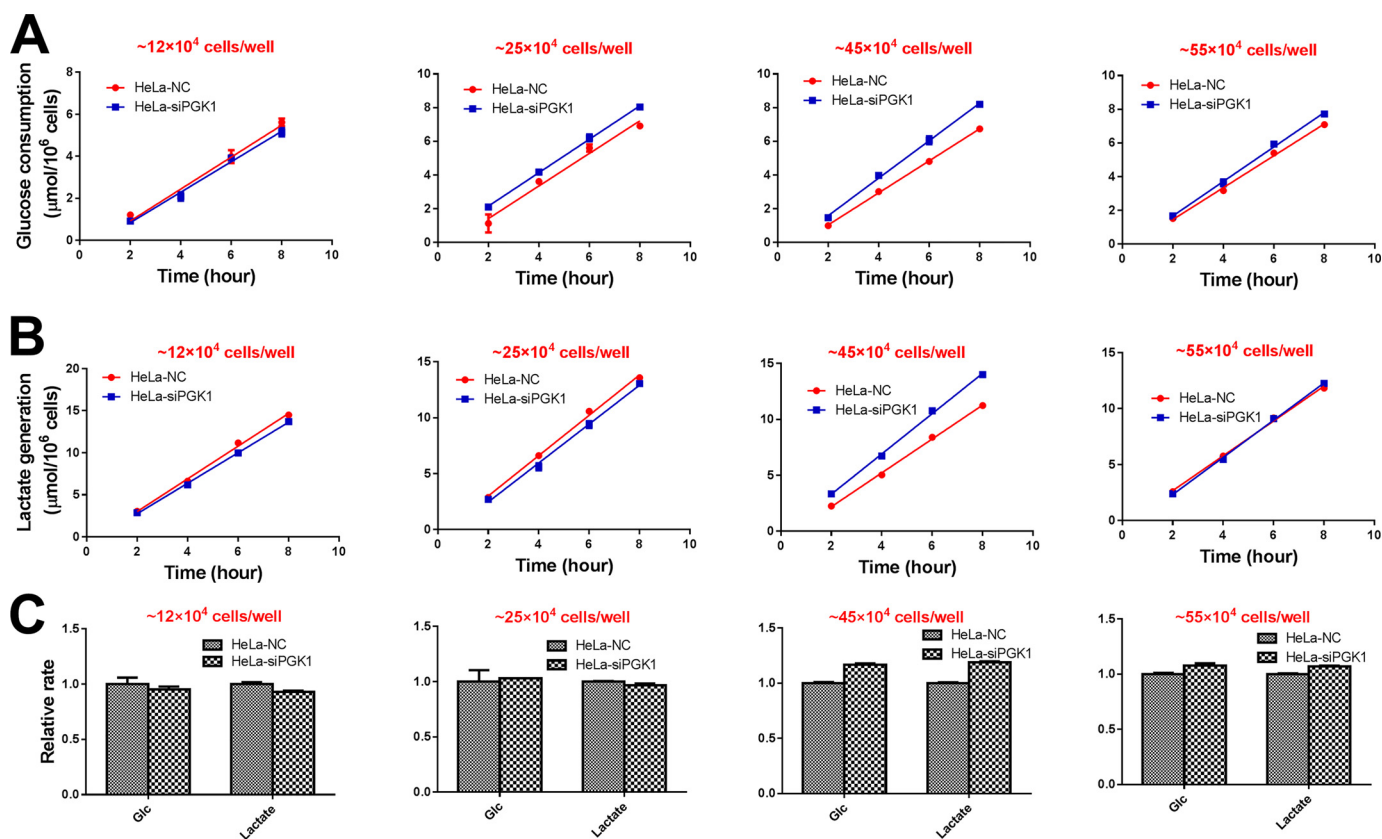 A
Glucose consumption
(μmol/10⁶ cells)
~12×10⁴ cells/well
HeLa-NC
HeLa-siPGK1
8
6
4
2
0
0 2 4 6 8 10
Time (hour)
~25×10⁴ cells/well
HeLa-NC
HeLa-siPGK1
10
8
6
4
2
0
0 2 4 6 8 10
Time (hour)
~45×10⁴ cells/well
HeLa-NC
HeLa-siPGK1
10
8
6
4
2
0
0 2 4 6 8 10
Time (hour)
~55×10⁴ cells/well
HeLa-NC
HeLa-siPGK1
10
8
6
4
2
0
0 2 4 6 8 10
Time (hour)
B
Lactate generation
(μmol/10⁶ cells)
~12×10⁴ cells/well
HeLa-NC
HeLa-siPGK1
20
15
10
5
0
0 2 4 6 8 10
Time (hour)
~25×10⁴ cells/well
HeLa-NC
HeLa-siPGK1
15
10
5
0
0 2 4 6 8 10
Time (hour)
~45×10⁴ cells/well
HeLa-NC
HeLa-siPGK1
15
10
5
0
0 2 4 6 8 10
Time (hour)
~55×10⁴ cells/well
HeLa-NC
HeLa-siPGK1
15
10
5
0
0 2 4 6 8 10
Time (hour)
C
Relative rate
~12×10⁴ cells/well
HeLa-NC
HeLa-siPGK1
1.5
1.0
0.5
0.0
Glc
Lactate
~25×10⁴ cells/well
HeLa-NC
HeLa-siPGK1
1.5
1.0
0.5
0.0
Glc
Lactate
~45×10⁴ cells/well
HeLa-NC
HeLa-siPGK1
1.5
1.0
0.5
0.0
Glc
Lactate
~55×10⁴ cells/well
HeLa-NC
HeLa-siPGK1
1.5
1.0
0.5
0.0
Glc
Lactate